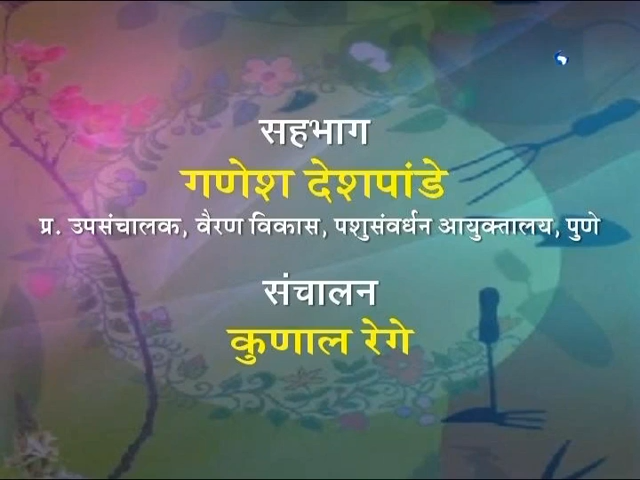 सहभाग
गणेश देशपांडे
प्र. उपसंचालक, वैरण विकास, पशुसंवर्धन आयुक्तालय, पुणे
संचालन
कुणाल रेगे